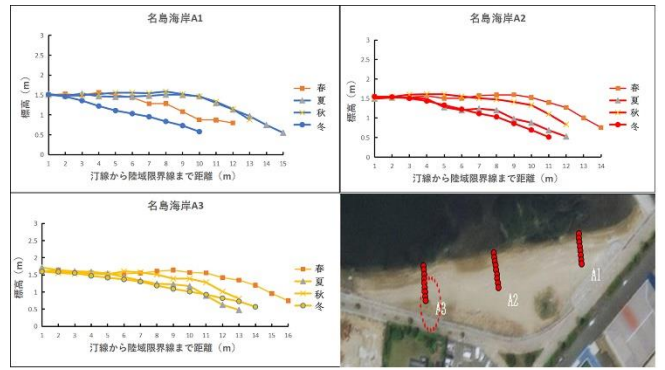 名島海岸A1
標高（m）
3
2.5
2
1.5
1
0.5
0
1 2 3 4 5 6 7 8 9 10 11 12 13 14 15
汀線から陸域限界線まで距離（m）
春
夏
秋
冬
名島海岸A2
標高（m）
3
2.5
2
1.5
1
0.5
0
1 2 3 4 5 6 7 8 9 10 11 12 13 14
汀線から陸域限界線まで距離（m）
春
夏
秋
冬
名島海岸A3
標高（m）
3
2.5
2
1.5
1
0.5
0
1 2 3 4 5 6 7 8 9 10 11 12 13 14 15 16
汀線から陸域限界線まで距離（m）
春
夏
秋
冬
A1
A2
A3